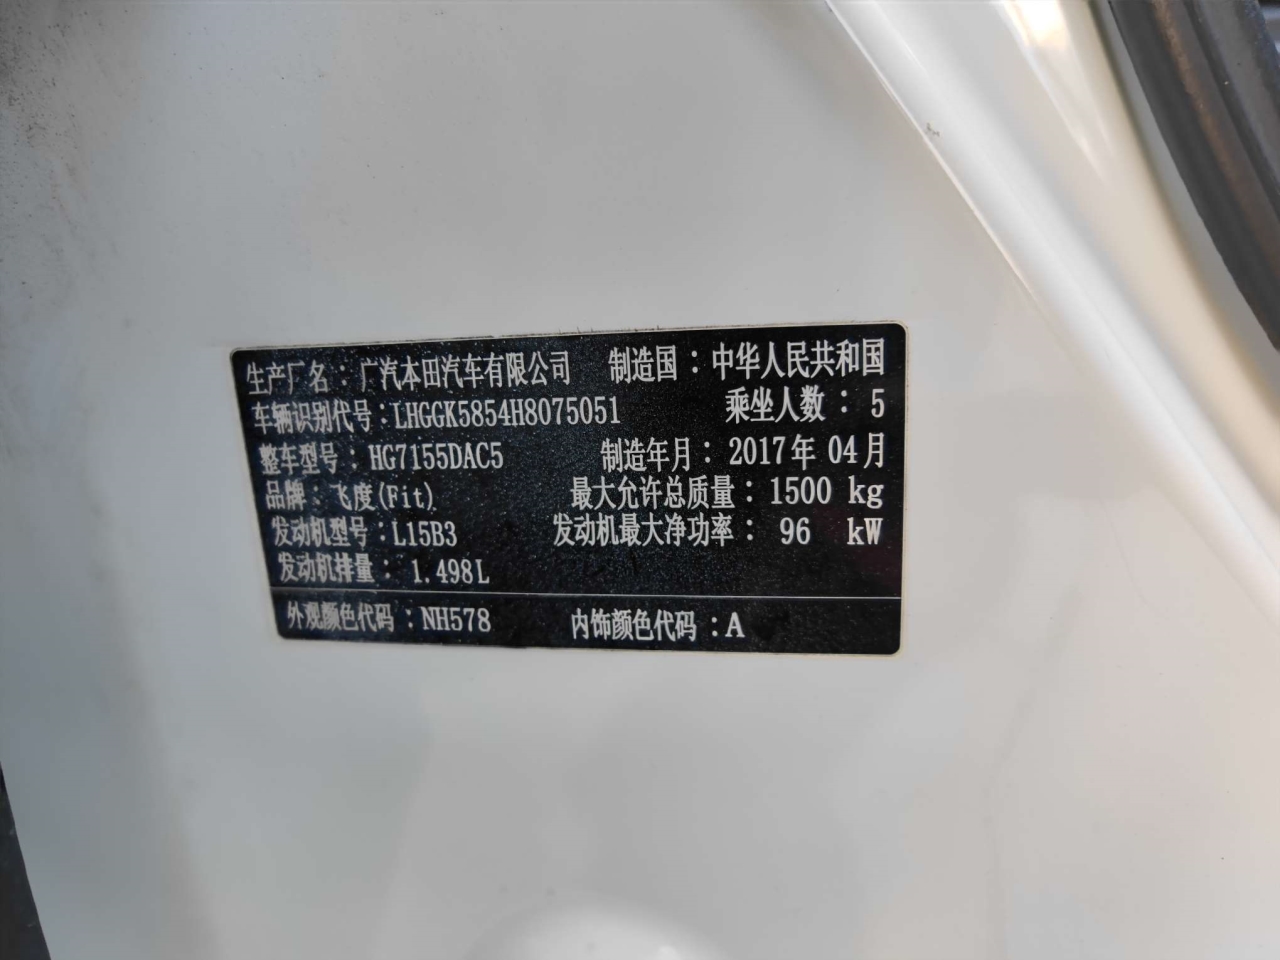 生产厂名：广汽本田汽车有限公司 制造国：中华人民共和国
车辆识别代号：LHGGK5854H8075051 乘坐人数：5
整车型号：HG7155DAC5 制造年月：2017年 04月
品牌：飞度(Fit) 最大允许总质量：1500 kg
发动机型号：L15B3 发动机最大净功率：96 kW
发动机排量：1.498L
外观颜色代码：NH578 内饰颜色代码：A